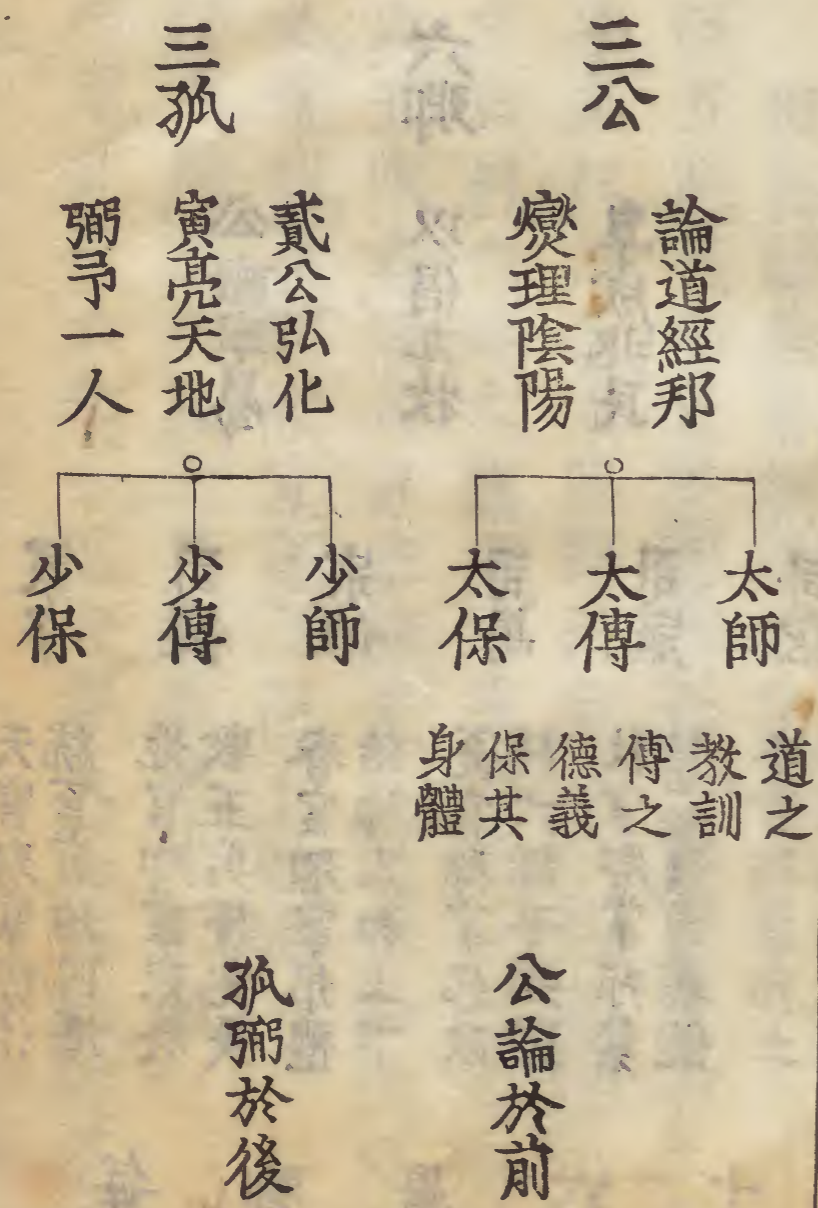 三公
論道經邦
燮理陰陽
太師
太傅
太保
道之
教訓
傅之
德義
保其
身體
公論於前
三孤
貳公弘化
寅亮天地
弼予一人
少師
少傅
少保
孤弼於後